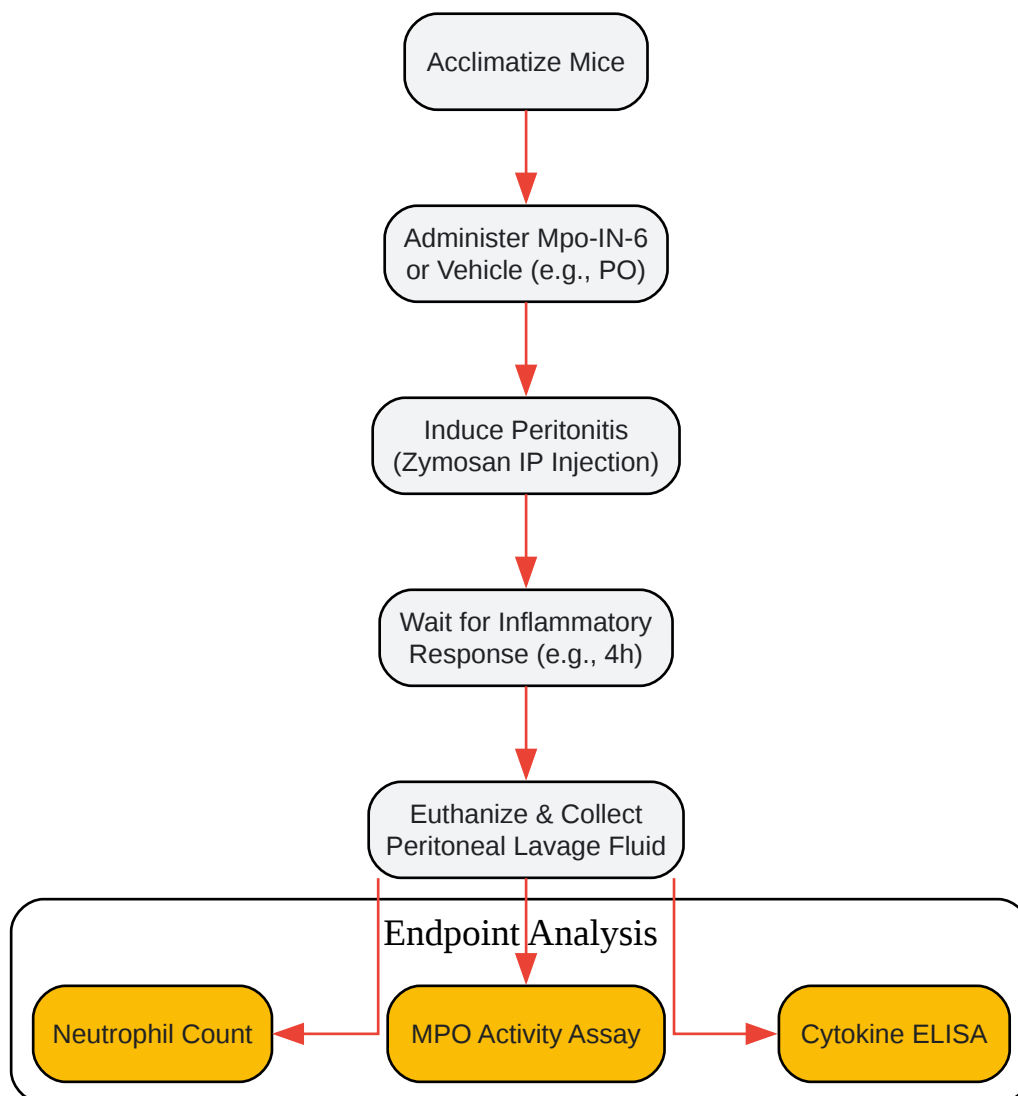 Acclimatize Mice
Administer Mpo-IN-6
or Vehicle (e.g., PO)
Induce Peritonitis
(Zymosan IP Injection)
Wait for Inflammatory
Response (e.g., 4h)
Euthanize & Collect
Peritoneal Lavage Fluid
Endpoint Analysis
Neutrophil Count
MPO Activity Assay
Cytokine ELISA